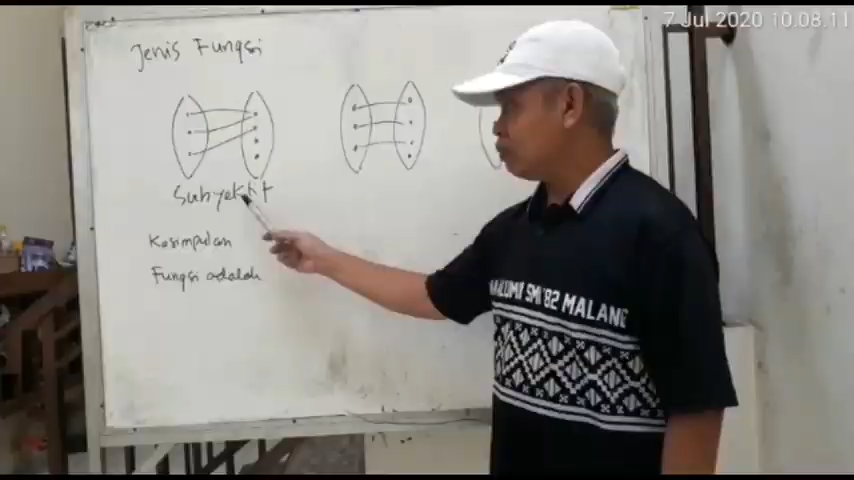 7 Jul 2020 10.08.11
Jenis Fungsi
Subyektif
Kesimpulan
Fungsi adalah
SMP '82 MALANG